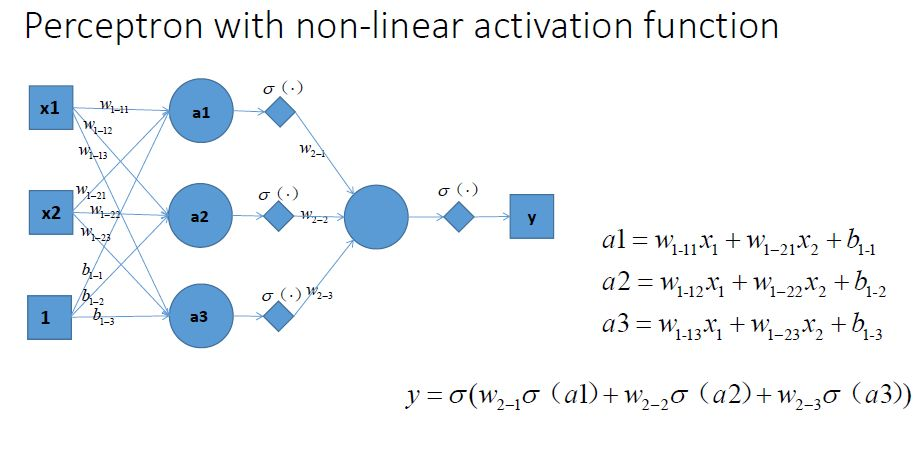 Perceptron with non-linear activation function
σ (·)
x1
w1–11
a1
w1–12
w1–13
w2–1
w1–21
σ (·)
σ (·)
x2
w1–22
a2
w2–2
y
w1–23
a1 = w1-11x1 + w1–21x2 + b1-1
b1–1
a2 = w1-12x1 + w1–22x2 + b1-2
b1–2
σ (·)
w2–3
1
b1–3
a3
a3 = w1-13x1 + w1–23x2 + b1-3
y = σ(w2–1σ (a1) + w2–2σ (a2) + w2–3σ (a3))